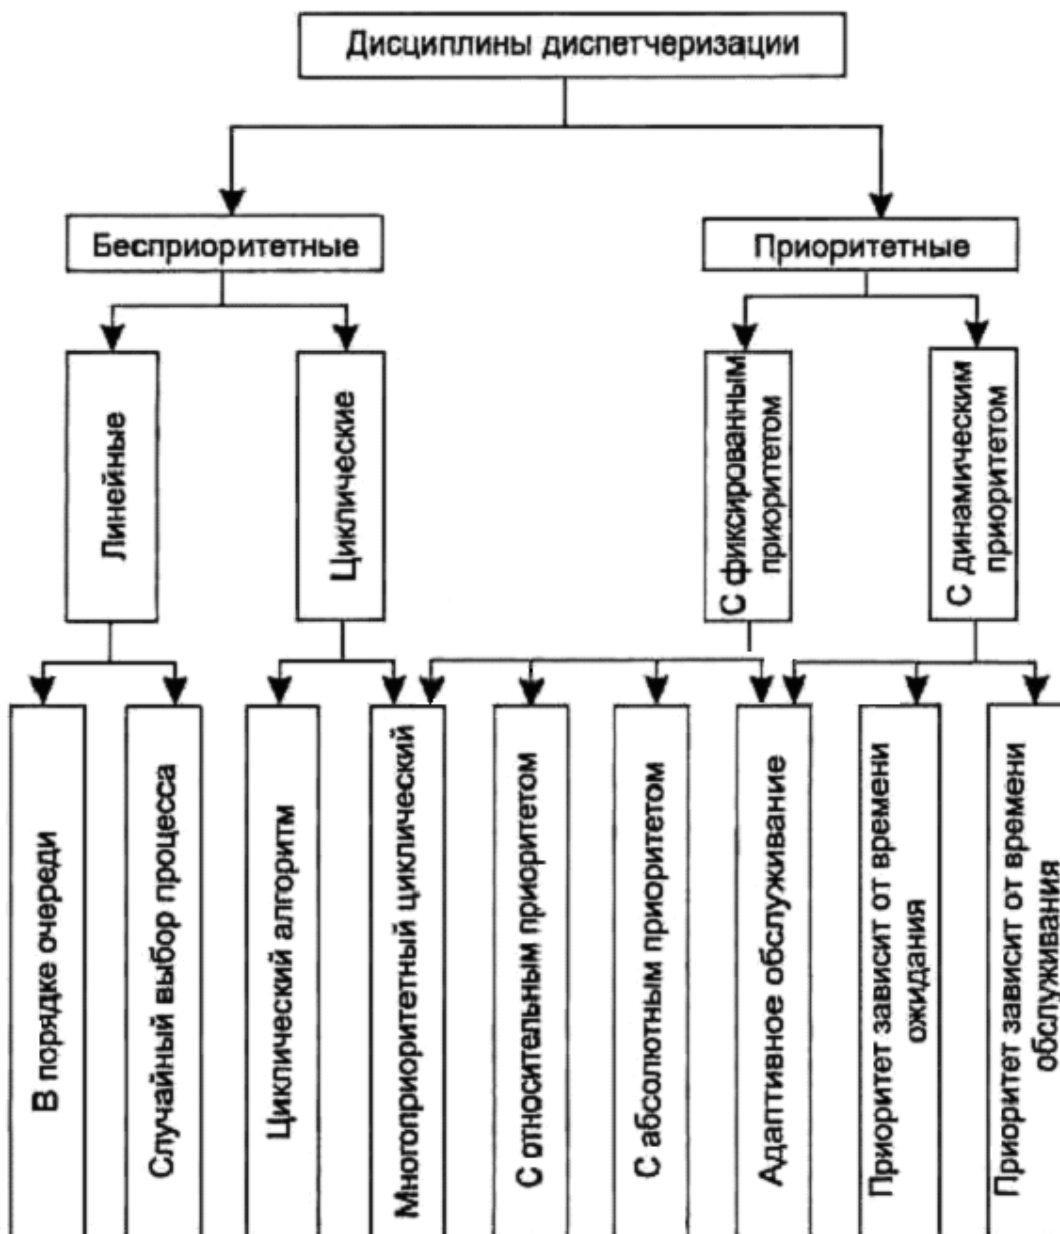 Дисциплины диспетчеризации
Бесприоритетные
Приоритетные
Линейные
Циклические
С фиксированным
приоритетом
С динамическим
приоритетом
В порядке очереди
Случайный выбор процесса
Циклический алгоритм
Многоприоритетный циклический
С относительным приоритетом
С абсолютным приоритетом
Адаптивное обслуживание
Приоритет зависит от времени
ожидания
Приоритет зависит от времени
обслуживания